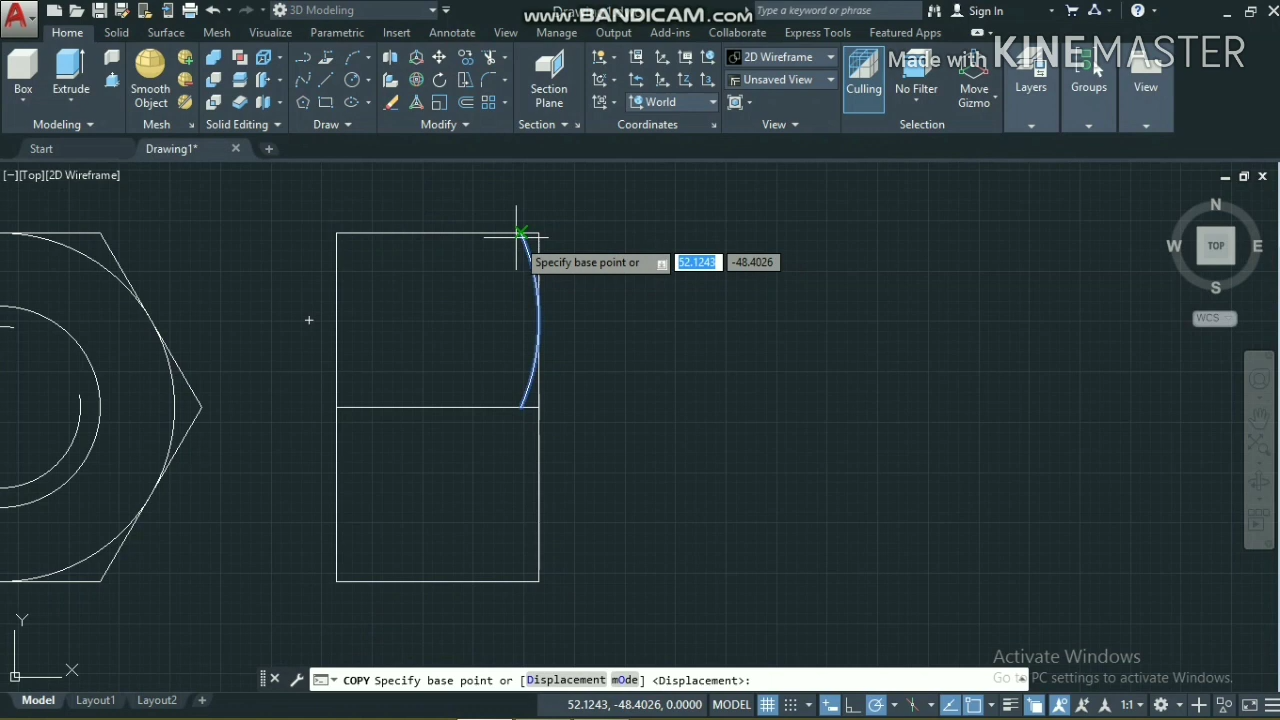 3D Modeling
Drawing1
www.BANDICAM.com
Type a keyword or phrase
Sign In
Home
Solid
Surface
Mesh
Visualize
Parametric
Insert
Annotate
View
Manage
Output
Add-ins
Collaborate
Express Tools
Featured Apps
Made with KINEMASTER
Box
Extrude
Smooth Object
Section Plane
World
2D Wireframe
Unsaved View
Culling
No Filter
Move Gizmo
Layers
Groups
View
Modeling
Mesh
Solid Editing
Draw
Modify
Section
Coordinates
View
Selection
Start
Drawing1*
[−][Top][2D Wireframe]
N
W
TOP
E
S
WCS
Specify base point or
52.1243
-48.4026
Y
X
Activate Windows
Go to PC settings to activate Windows.
COPY Specify base point or [Displacement mOde] <Displacement>:
Model
Layout1
Layout2
52.1243, -48.4026, 0.0000
MODEL
1:1